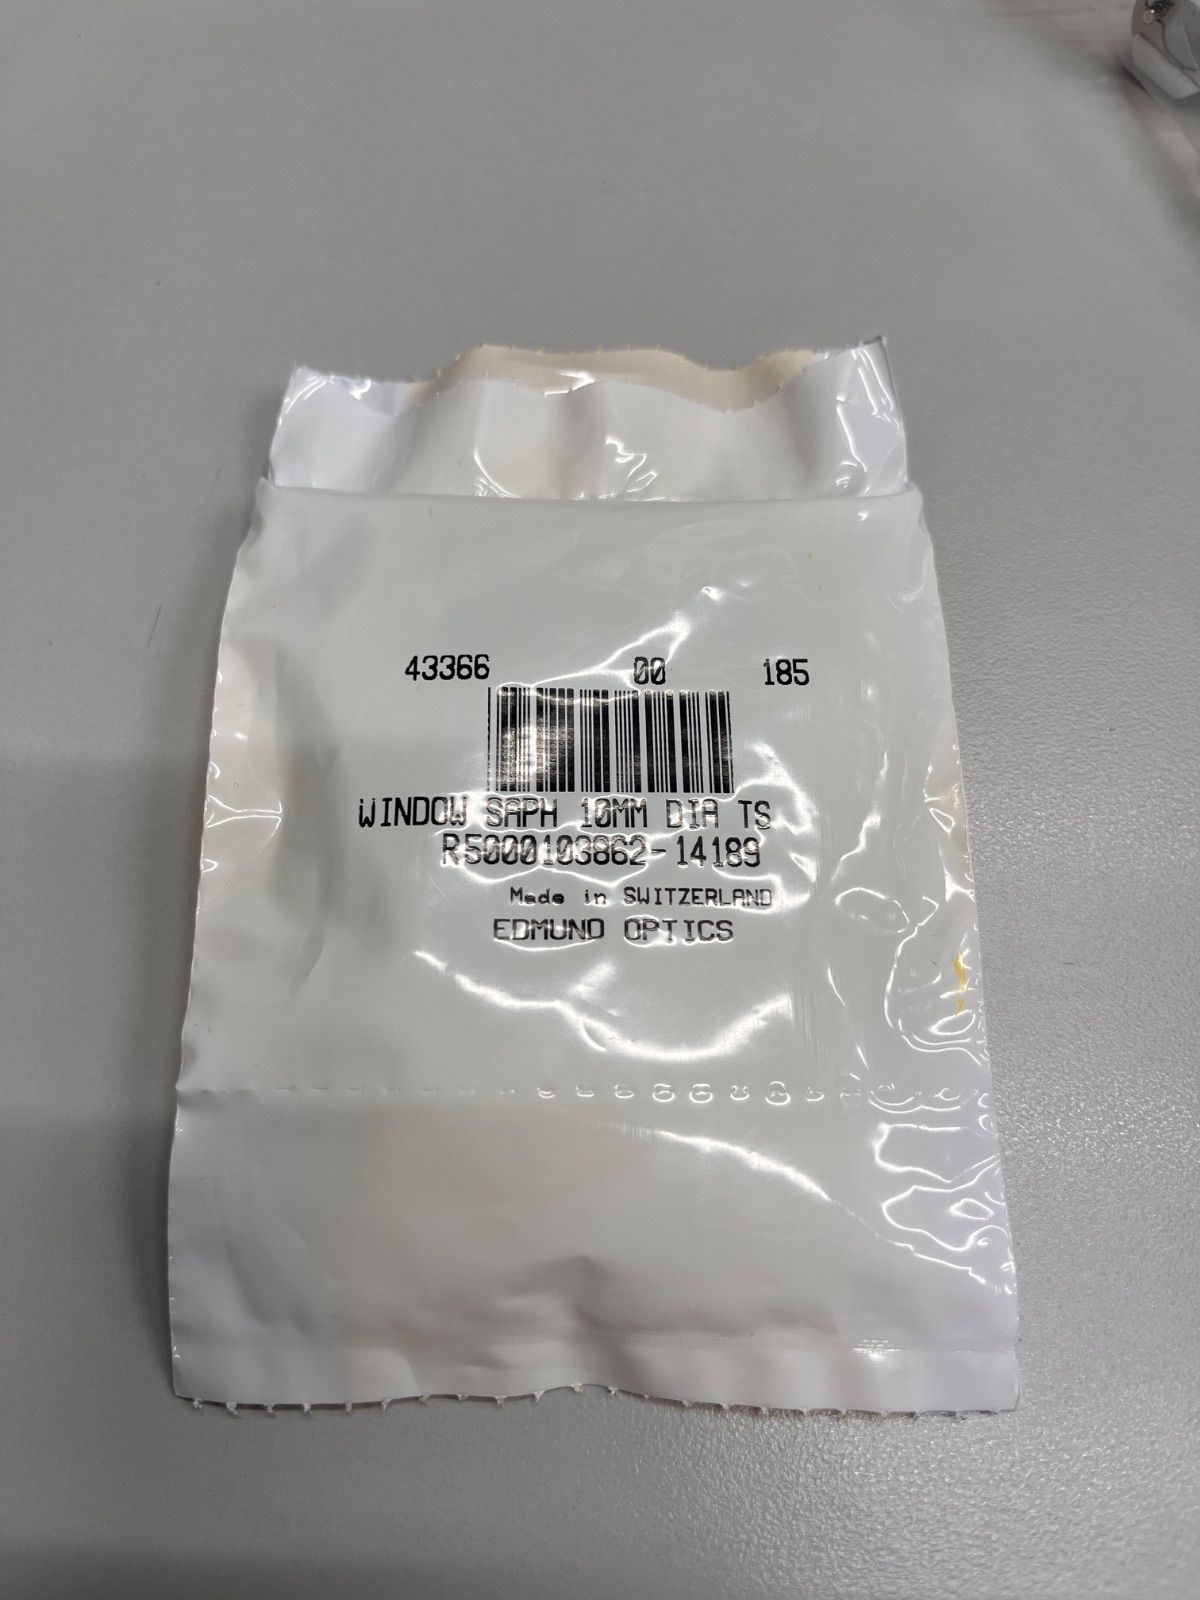 43366 00 185
WINDOW SAPH 10MM DIA TS
R5000103862-14189
Made in SWITZERLAND
EDMUND OPTICS